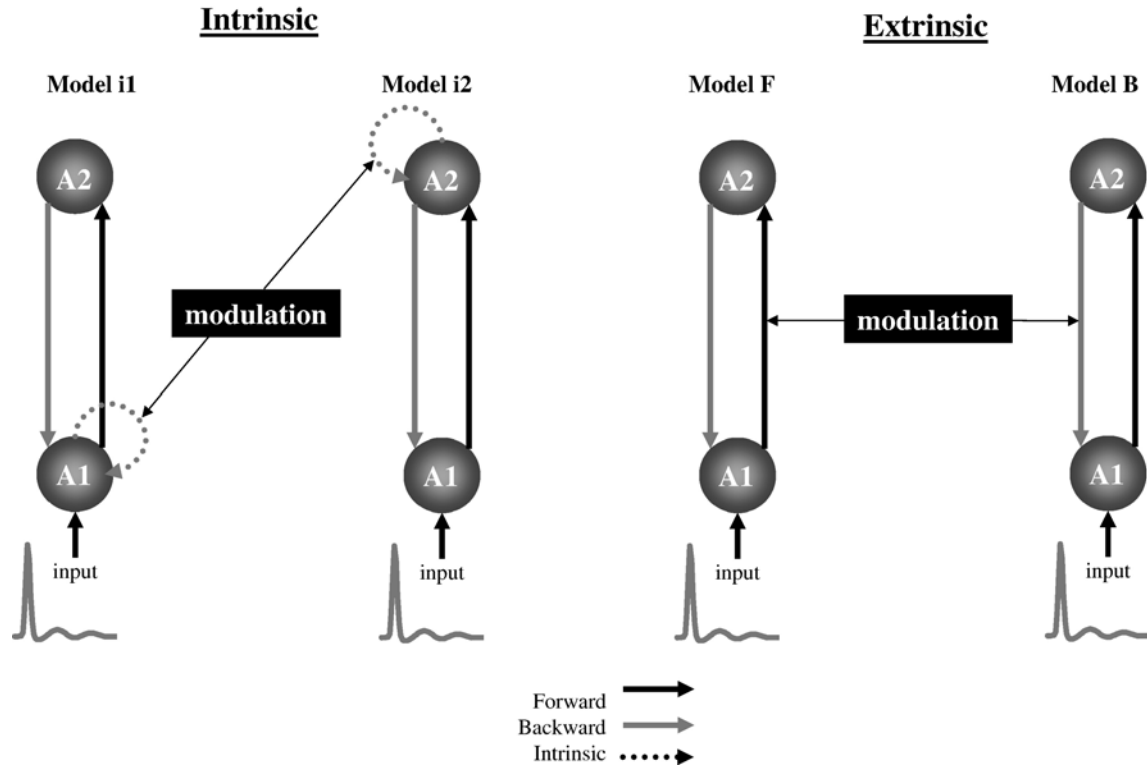 Intrinsic
Extrinsic
Model i1
Model i2
Model F
Model B
A2
A2
A2
A2
modulation
modulation
A1
A1
A1
A1
input
input
input
input
Forward
Backward
Intrinsic